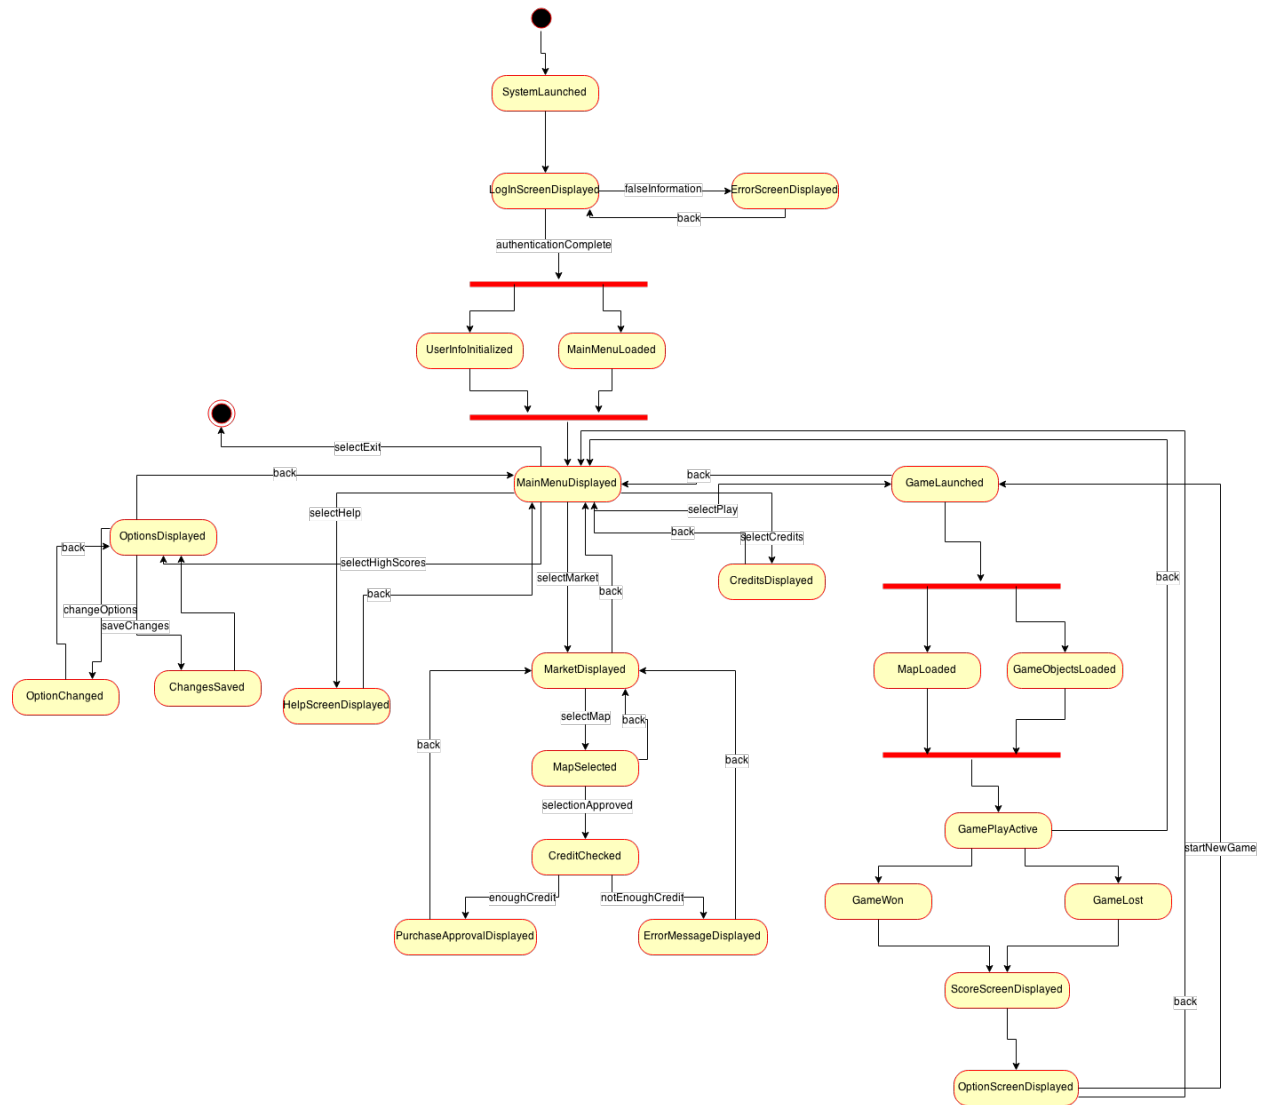 SystemLaunched
LogInScreenDisplayed
falseInformation
ErrorScreenDisplayed
back
authenticationComplete
UserInfoInitialized
MainMenuLoaded
selectExit
back
MainMenuDisplayed
back
GameLaunched
selectHelp
selectPlay
OptionsDisplayed
back
selectCredits
back
selectHighScores
selectMarket
CreditsDisplayed
back
back
back
changeOptions
saveChanges
MarketDisplayed
MapLoaded
GameObjectsLoaded
OptionChanged
ChangesSaved
HelpScreenDisplayed
selectMap
back
back
back
MapSelected
selectionApproved
GamePlayActive
CreditChecked
startNewGame
enoughCredit
notEnoughCredit
GameWon
GameLost
PurchaseApprovalDisplayed
ErrorMessageDisplayed
ScoreScreenDisplayed
back
OptionScreenDisplayed